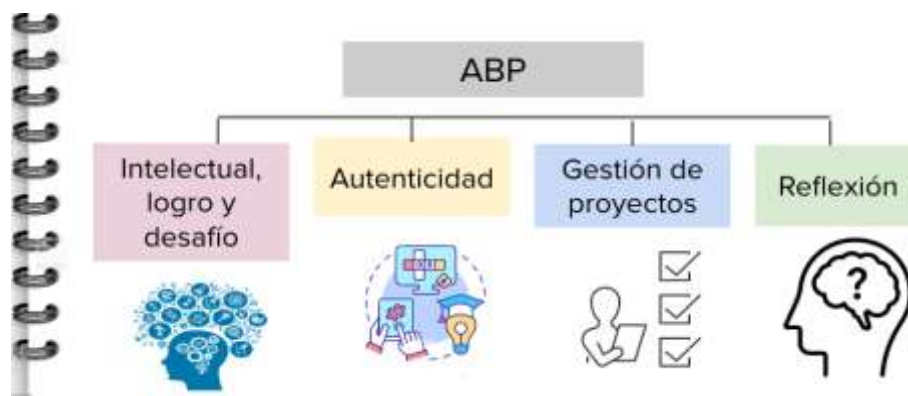 ABP
Intelectual,
logro y
desafío
Autenticidad
Gestión de
proyectos
Reflexión
?